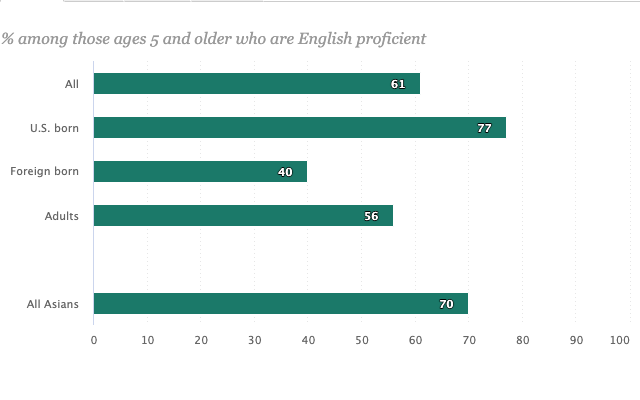 % among those ages 5 and older who are English proficient
All 61
U.S. born 77
Foreign born 40
Adults 56
All Asians 70
0 10 20 30 40 50 60 70 80 90 100